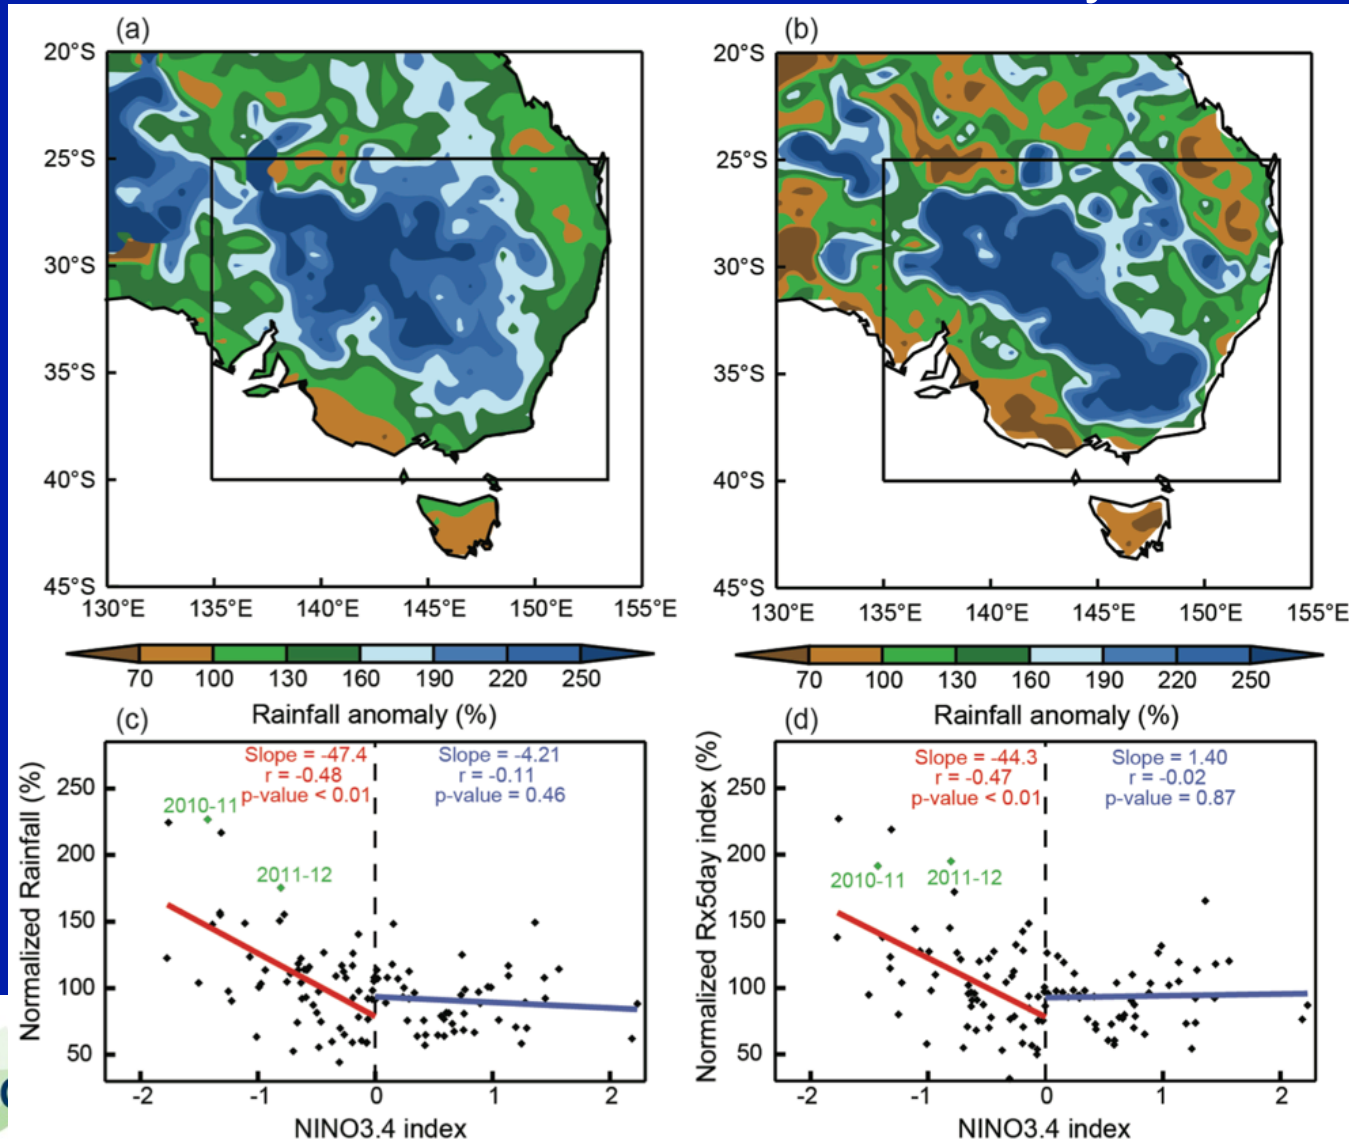 (a)
20°S
25°S
30°S
35°S
40°S
45°S
130°E 135°E 140°E 145°E 150°E 155°E
70 100 130 160 190 220 250
Rainfall anomaly (%)
(b)
20°S
25°S
30°S
35°S
40°S
45°S
130°E 135°E 140°E 145°E 150°E 155°E
70 100 130 160 190 220 250
Rainfall anomaly (%)
(c)
Normalized Rainfall (%)
250
200
150
100
50
Slope = -47.4
r = -0.48
p-value < 0.01
Slope = -4.21
r = -0.11
p-value = 0.46
2010-11
2011-12
-2 -1 0 1 2
NINO3.4 index
(d)
Normalized Rx5day index (%)
250
200
150
100
50
Slope = -44.3
r = -0.47
p-value < 0.01
Slope = 1.40
r = -0.02
p-value = 0.87
2010-11
2011-12
-2 -1 0 1 2
NINO3.4 index